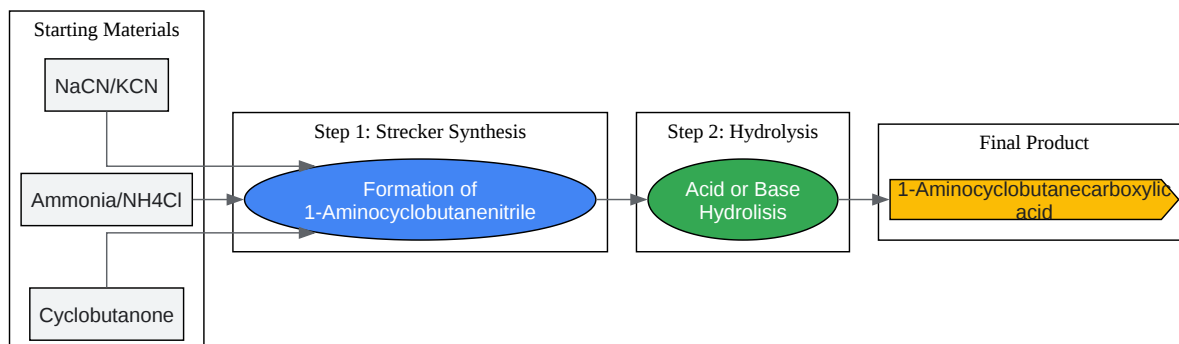 Starting Materials
NaCN/KCN
Ammonia/NH4Cl
Cyclobutanone
Step 1: Strecker Synthesis
Formation of
1-Aminocyclobutanenitrile
Step 2: Hydrolysis
Acid or Base
Hydrolisis
Final Product
1-Aminocyclobutanecarboxylic
acid